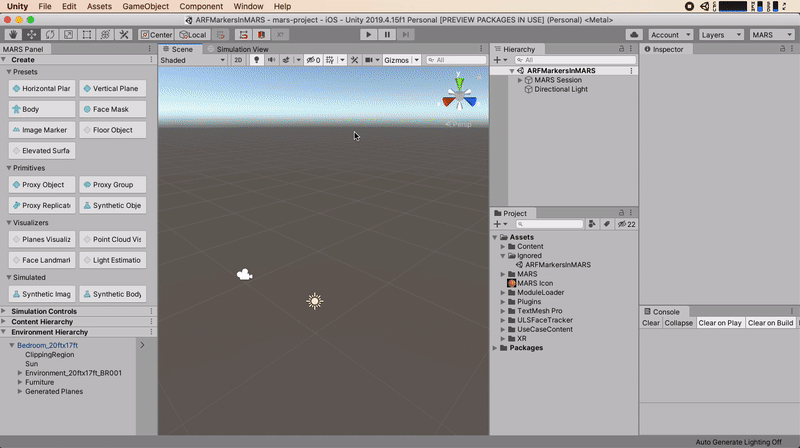 Unity File Edit Assets GameObject Component Window Help
ARFMarkersInMARS - mars-project - iOS - Unity 2019.4.15f1 Personal [PREVIEW PACKAGES IN USE] (Personal) <Metal>
Center Local Account Layers MARS
MARS Panel
Create
Presets
Horizontal Plan Vertical Plane
Body Face Mask
Image Marker Floor Object
Elevated Surfa
Primitives
Proxy Object Proxy Group
Proxy Replicato Synthetic Obje
Visualizers
Planes Visualiz Point Cloud Vis
Face Landmark Light Estimatio
Simulated
Synthetic Imag Synthetic Body
Simulation Controls
Content Hierarchy
Environment Hierarchy
Bedroom_20ftx17ft
ClippingRegion
Sun
Environment_20ftx17ft_BR001
Furniture
Generated Planes
Scene Simulation View
Shaded 2D 0 Gizmos All
y
Persp
Hierarchy
All
ARFMarkersInMARS
MARS Session
Directional Light
Project
22
Assets
Content
Ignored
ARFMarkersInMARS
MARS
MARS Icon
ModuleLoader
Plugins
TextMesh Pro
ULSFaceTracker
UseCaseContent
XR
Packages
Inspector
Console
Clear Collapse Clear on Play Clear on Build
Auto Generate Lighting Off